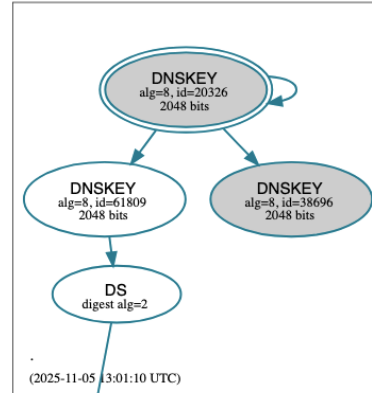 DNSKEY
alg=8, id=20326
2048 bits
DNSKEY
alg=8, id=61809
2048 bits
DNSKEY
alg=8, id=38696
2048 bits
DS
digest alg=2
.
(2025-11-05 13:01:10 UTC)